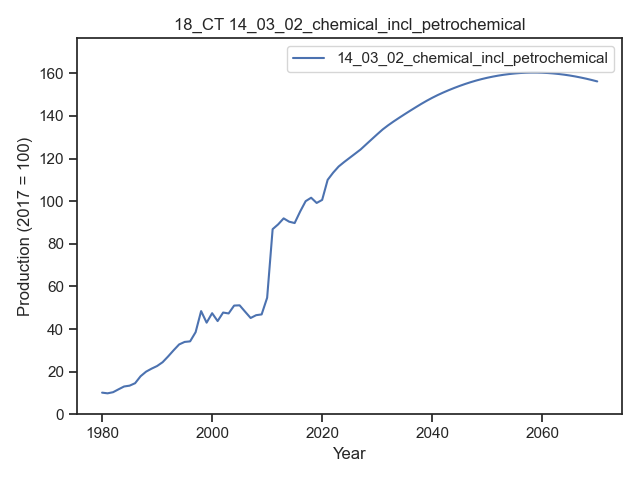 18_CT 14_03_02_chemical_incl_petrochemical
14_03_02_chemical_incl_petrochemical
Production (2017 = 100)
160
140
120
100
80
60
40
20
0
1980 2000 2020 2040 2060
Year